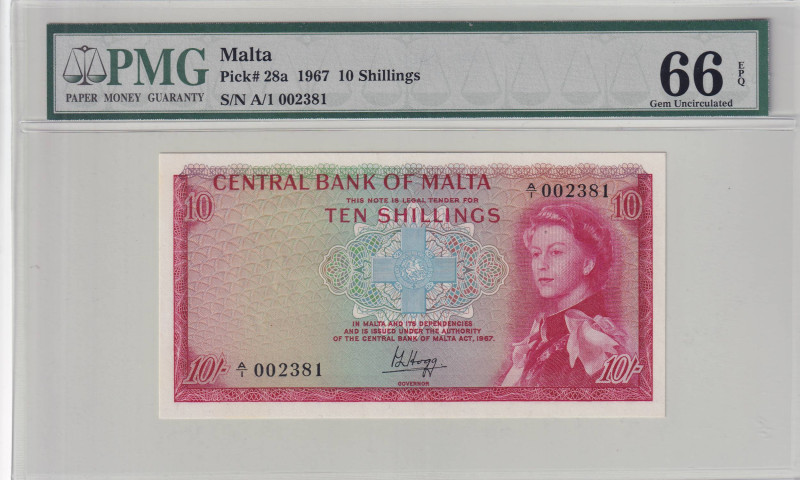 PMG
PAPER MONEY GUARANTY
Malta
Pick# 28a 1967 10 Shillings
S/N A/1 002381
66 EPQ
Gem Uncirculated
CENTRAL BANK OF MALTA
THIS NOTE IS LEGAL TENDER FOR
TEN SHILLINGS
A/1 002381
10
10
IN MALTA AND ITS DEPENDENCIES
AND IS ISSUED UNDER THE AUTHORITY
OF THE CENTRAL BANK OF MALTA ACT, 1967.
A/1 002381
GOVERNOR
10/-
10/-